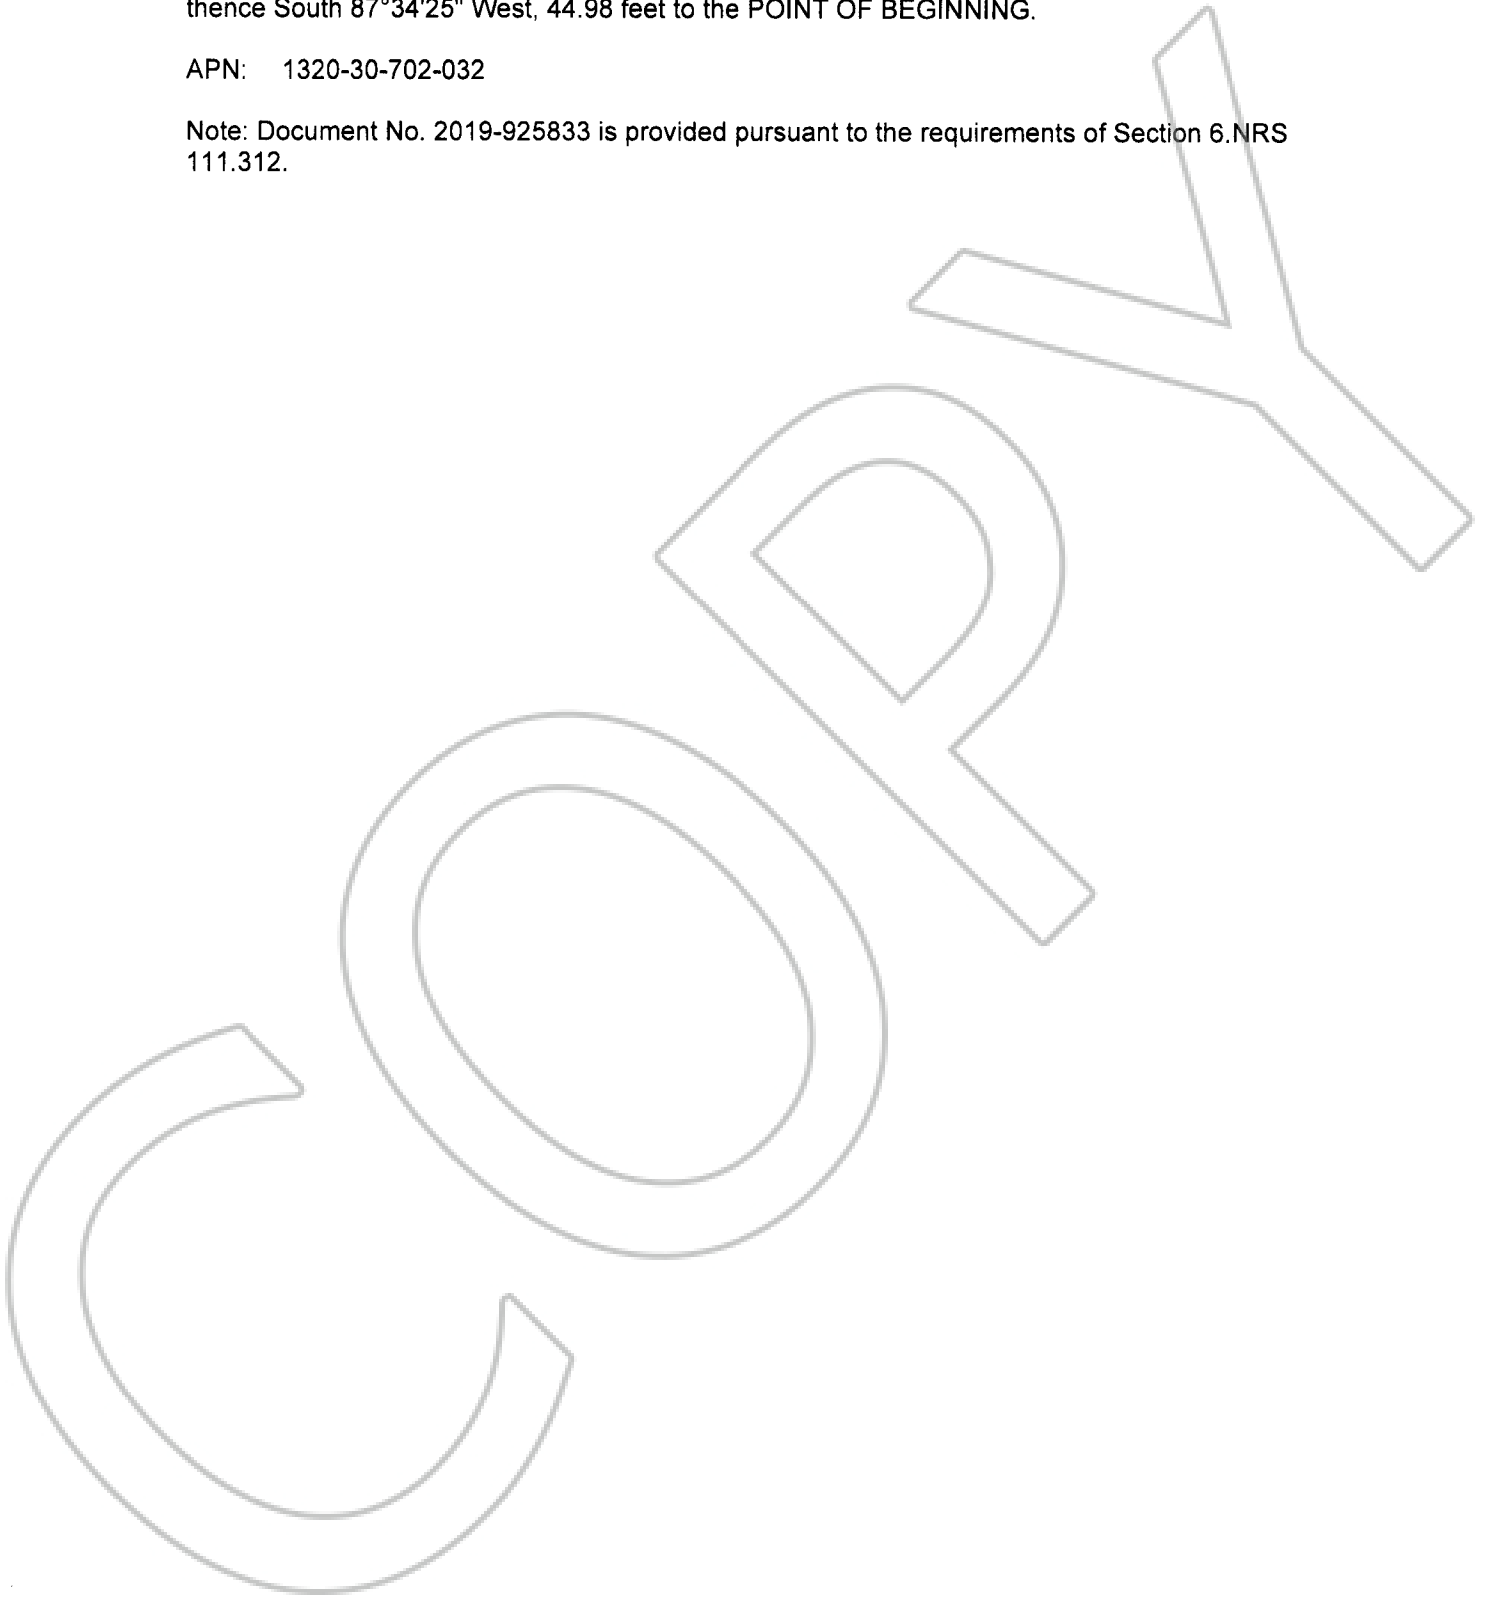 thence South 87°34'25" West, 44.98 feet to the POINT OF BEGINNING.
APN: 1320-30-702-032
Note: Document No. 2019-925833 is provided pursuant to the requirements of Section 6.NRS
111.312.
COPY